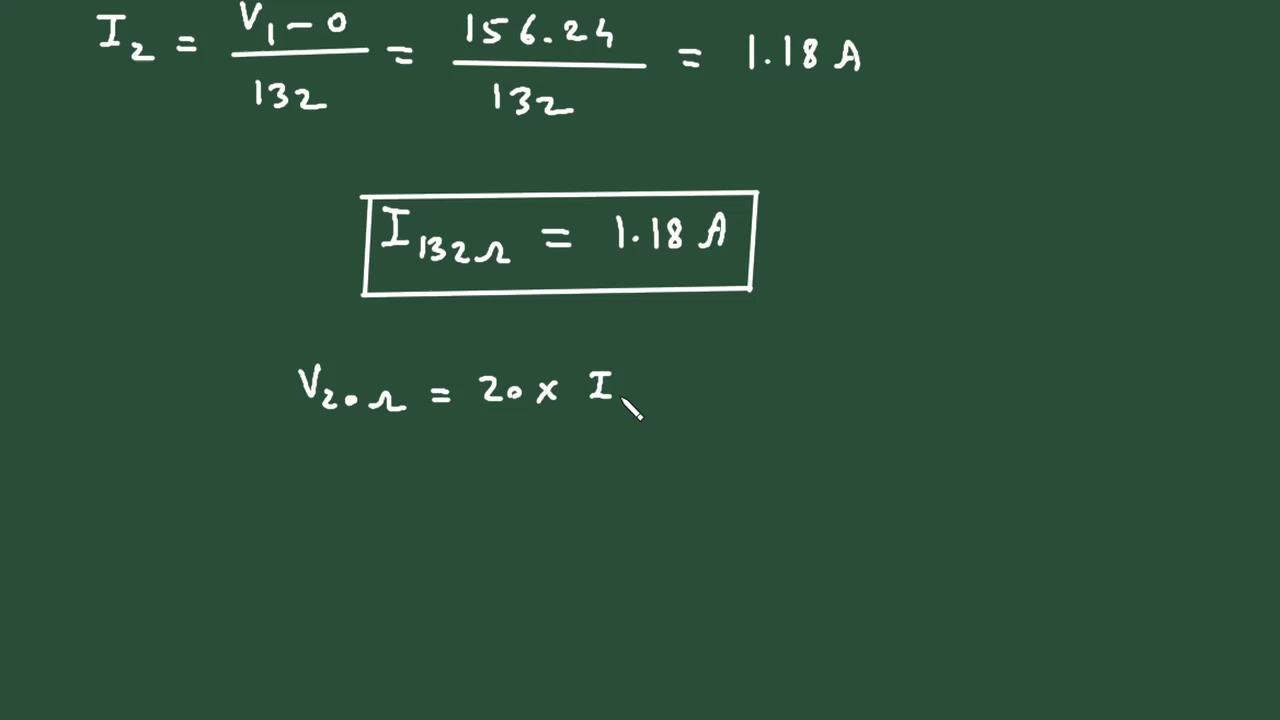 I₂ = V₁ - 0 / 132 = 156.24 / 132 = 1.18 A
I₁₃₂Ω = 1.18 A
V₂₀Ω = 20 x I